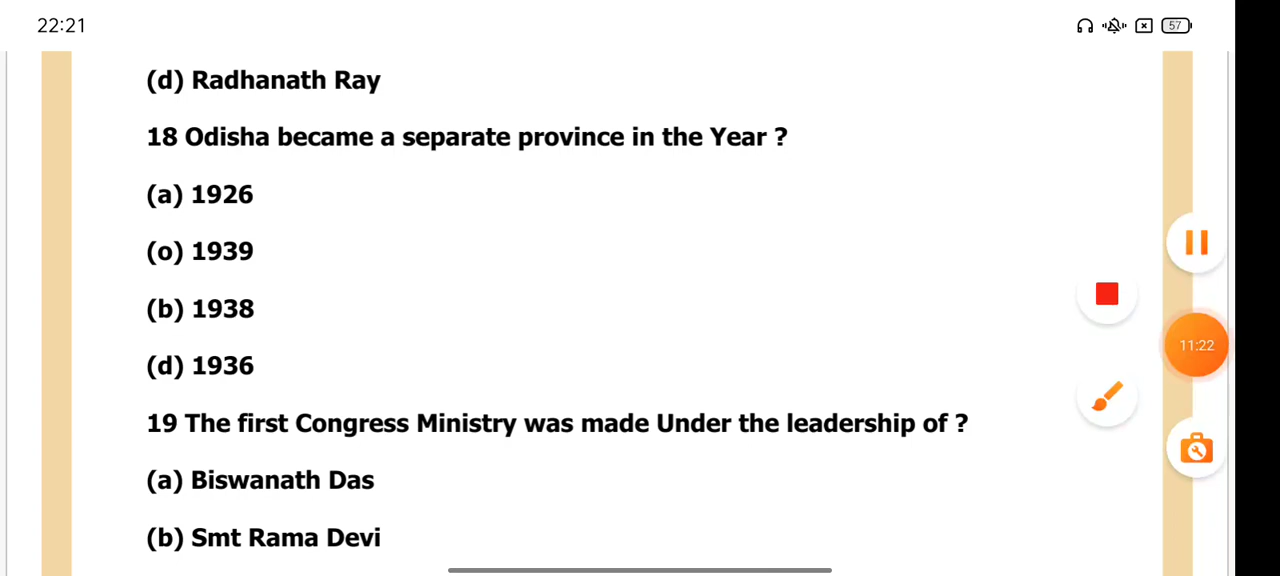 22:21
57
(d) Radhanath Ray
18 Odisha became a separate province in the Year ?
(a) 1926
(o) 1939
(b) 1938
(d) 1936
11:22
19 The first Congress Ministry was made Under the leadership of ?
(a) Biswanath Das
(b) Smt Rama Devi